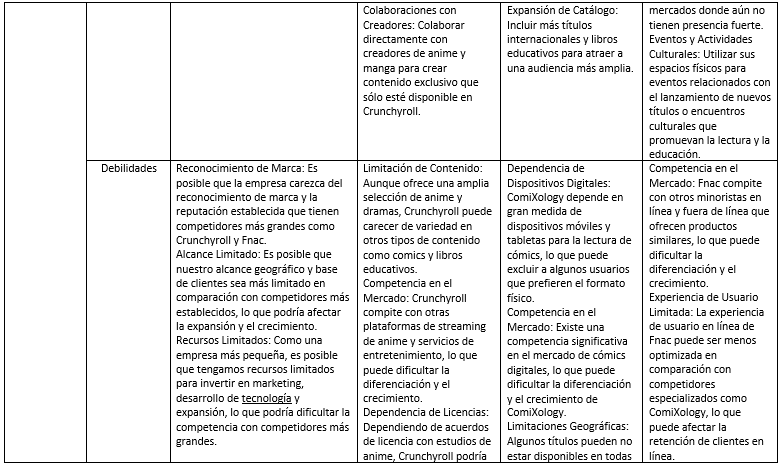 Colaboraciones con
Creadores: Colaborar
directamente con
creadores de anime y
manga para crear
contenido exclusivo que
sólo esté disponible en
Crunchyroll.
Expansión de Catálogo:
Incluir más títulos
internacionales y libros
educativos para atraer a
una audiencia más amplia.
mercados donde aún no
tienen presencia fuerte.
Eventos y Actividades
Culturales: Utilizar sus
espacios físicos para
eventos relacionados con
el lanzamiento de nuevos
títulos o encuentros
culturales que
promuevan la lectura y la
educación.
Debilidades
Reconocimiento de Marca: Es
posible que la empresa carezca del
reconocimiento de marca y la
reputación establecida que tienen
competidores más grandes como
Crunchyroll y Fnac.
Alcance Limitado: Es posible que
nuestro alcance geográfico y base
de clientes sea más limitado en
comparación con competidores más
establecidos, lo que podría afectar
la expansión y el crecimiento.
Recursos Limitados: Como una
empresa más pequeña, es posible
que tengamos recursos limitados
para invertir en marketing,
desarrollo de tecnología y
expansión, lo que podría dificultar la
competencia con competidores más
grandes.
Limitación de Contenido:
Aunque ofrece una amplia
selección de anime y
dramas, Crunchyroll puede
carecer de variedad en
otros tipos de contenido
como comics y libros
educativos.
Competencia en el
Mercado: Crunchyroll
compite con otras
plataformas de streaming
de anime y servicios de
entretenimiento, lo que
puede dificultar la
diferenciación y el
crecimiento.
Dependencia de Licencias:
Dependiendo de acuerdos
de licencia con estudios de
anime, Crunchyroll podría
Dependencia de
Dispositivos Digitales:
ComiXology depende en
gran medida de
dispositivos móviles y
tabletas para la lectura de
cómics, lo que puede
excluir a algunos usuarios
que prefieren el formato
físico.
Competencia en el
Mercado: Existe una
competencia significativa
en el mercado de cómics
digitales, lo que puede
dificultar la diferenciación
y el crecimiento de
ComiXology.
Limitaciones Geográficas:
Algunos títulos pueden no
estar disponibles en todas
Competencia en el
Mercado: Fnac compite
con otros minoristas en
línea y fuera de línea que
ofrecen productos
similares, lo que puede
dificultar la
diferenciación y el
crecimiento.
Experiencia de Usuario
Limitada: La experiencia
de usuario en línea de
Fnac puede ser menos
optimizada en
comparación con
competidores
especializados como
ComiXology, lo que
puede afectar la
retención de clientes en
línea.